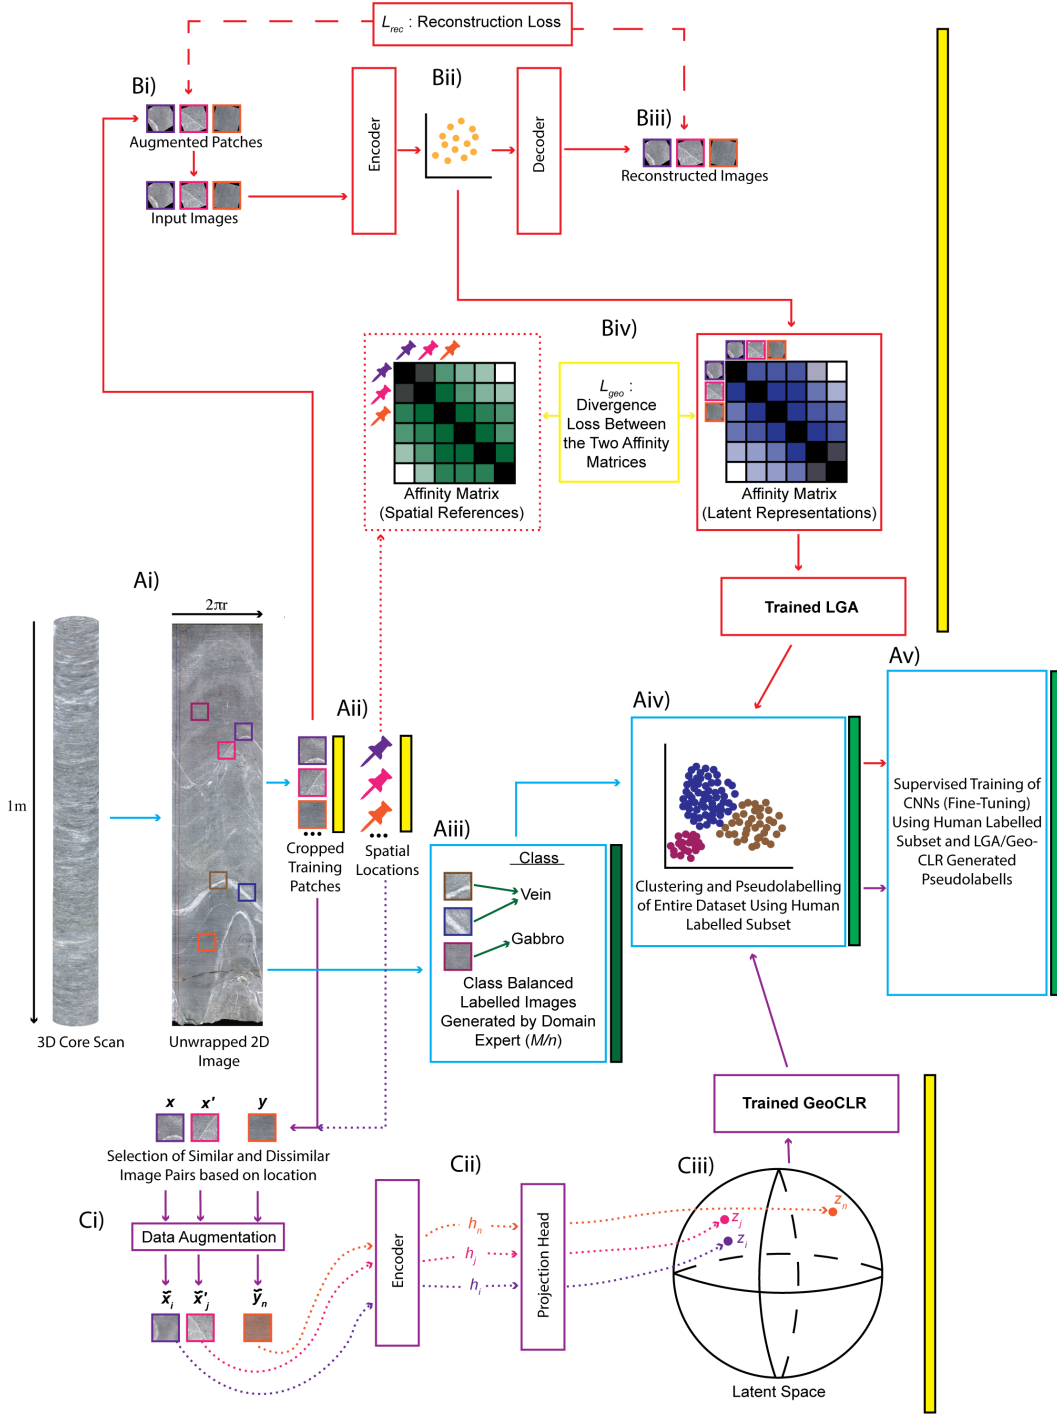 L_rec : Reconstruction Loss
Bi)
Bii)
Biii)
Augmented Patches
Input Images
Encoder
Decoder
Reconstructed Images
Biv)
L_geo :
Divergence
Loss Between
the Two Affinity
Matrices
Affinity Matrix
(Spatial References)
Affinity Matrix
(Latent Representations)
Trained LGA
Ai)
2πr
1m
3D Core Scan
Unwrapped 2D
Image
Aii)
Cropped
Training
Patches
Spatial
Locations
Aiii)
Class
Vein
Gabbro
Class Balanced
Labelled Images
Generated by Domain
Expert (M/n)
Aiv)
Clustering and Pseudolabelling
of Entire Dataset Using Human
Labelled Subset
Av)
Supervised Training of
CNNs (Fine-Tuning)
Using Human Labelled
Subset and LGA/Geo-
CLR Generated
Pseudolabells
Trained GeoCLR
x x' y
Selection of Similar and Dissimilar
Image Pairs based on location
Ci)
Data Augmentation
x̌_i x̌'_j y̌_n
Cii)
Encoder
h_n
h_j
h_i
Projection Head
Ciii)
z_n
z_j
z_i
Latent Space